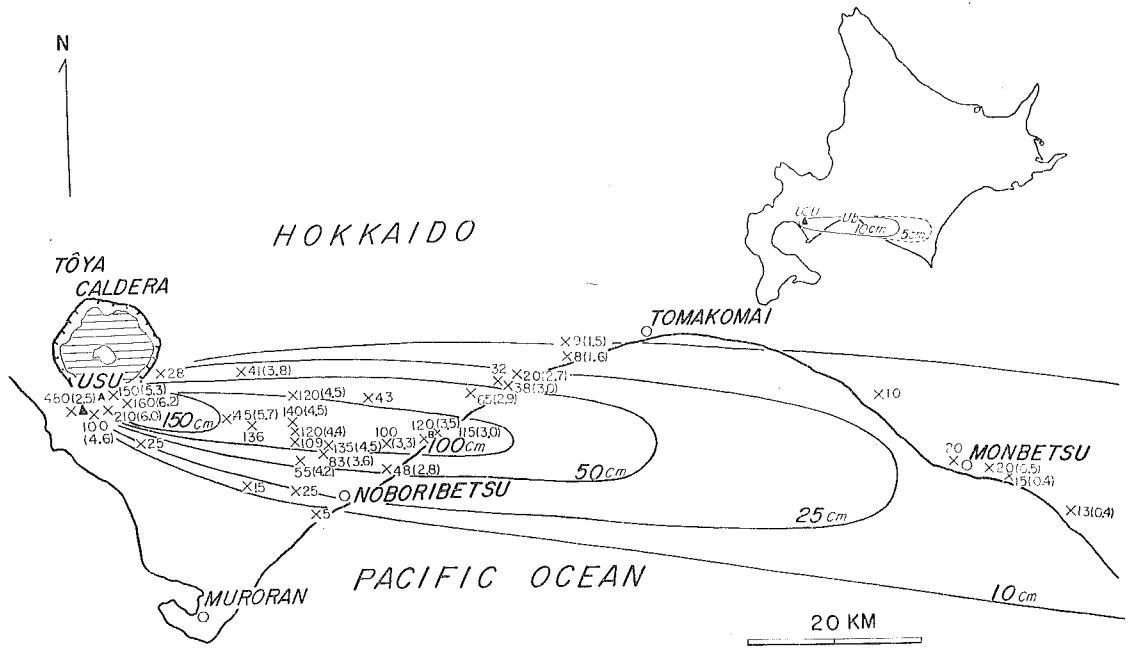 N
USU
Ub
10cm
5cm
HOKKAIDO
TÔYA
CALDERA
TOMAKOMAI
9(1.5)
8(1.6)
28
41(3.8)
32
20(2.7)
38(3.0)
65(2.9)
10
USU
150(5.3)
160(6.2)
480(2.5)
A
210(6.0)
100
(4.6)
150cm
145(5.7)
136
120(4.5)
43
140(4.5)
120(4.4)
109
135(4.5)
83(3.6)
55(4.2)
100
(3.3)
120(3.5)
B
115(3.0)
100cm
48(2.8)
50cm
25
15
25
NOBORIBETSU
5
25cm
20
MONBETSU
20(0.5)
15(0.4)
13(0.4)
MURORAN
PACIFIC OCEAN
10cm
20 KM